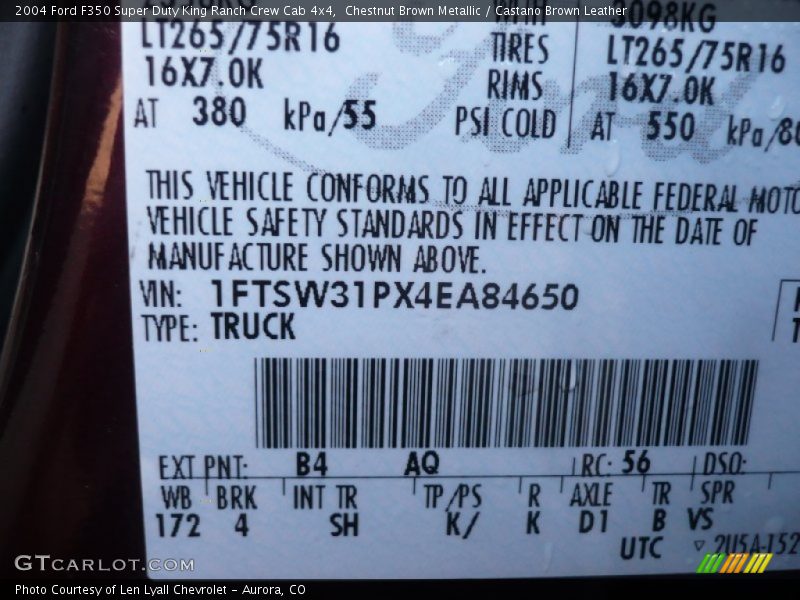 2004 Ford F350 Super Duty King Ranch Crew Cab 4x4, Chestnut Brown Metallic / Castano Brown Leather
LT265/75R16 TIRES LT265/75R16
16X7.0K RIMS 16X7.0K
AT 380 kPa/55 PSI COLD AT 550 kPa/80
THIS VEHICLE CONFORMS TO ALL APPLICABLE FEDERAL MOTO
VEHICLE SAFETY STANDARDS IN EFFECT ON THE DATE OF
MANUFACTURE SHOWN ABOVE.
VIN: 1FTSW31PX4EA84650
TYPE: TRUCK
EXT PNT: B4 AQ RC: 56 DSO:
WB BRK INT TR TP/PS R AXLE TR SPR
172 4 SH K/ K D1 B VS
UTC
GTCARLOT.COM
Photo Courtesy of Len Lyall Chevrolet – Aurora, CO